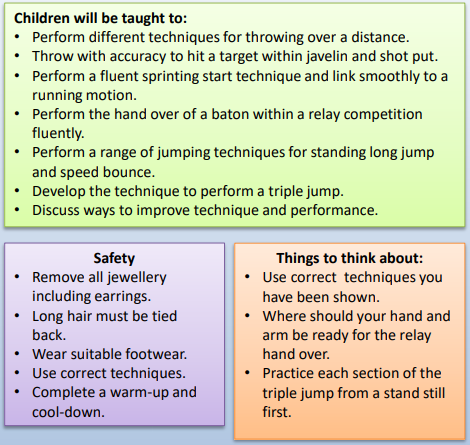 Children will be taught to:
• Perform different techniques for throwing over a distance.
• Throw with accuracy to hit a target within javelin and shot put.
• Perform a fluent sprinting start technique and link smoothly to a
running motion.
• Perform the hand over of a baton within a relay competition
fluently.
• Perform a range of jumping techniques for standing long jump
and speed bounce.
• Develop the technique to perform a triple jump.
• Discuss ways to improve technique and performance.
Safety
• Remove all jewellery
including earrings.
• Long hair must be tied
back.
• Wear suitable footwear.
• Use correct techniques.
• Complete a warm-up and
cool-down.
Things to think about:
• Use correct techniques you
have been shown.
• Where should your hand and
arm be ready for the relay
hand over.
• Practice each section of the
triple jump from a stand still
first.